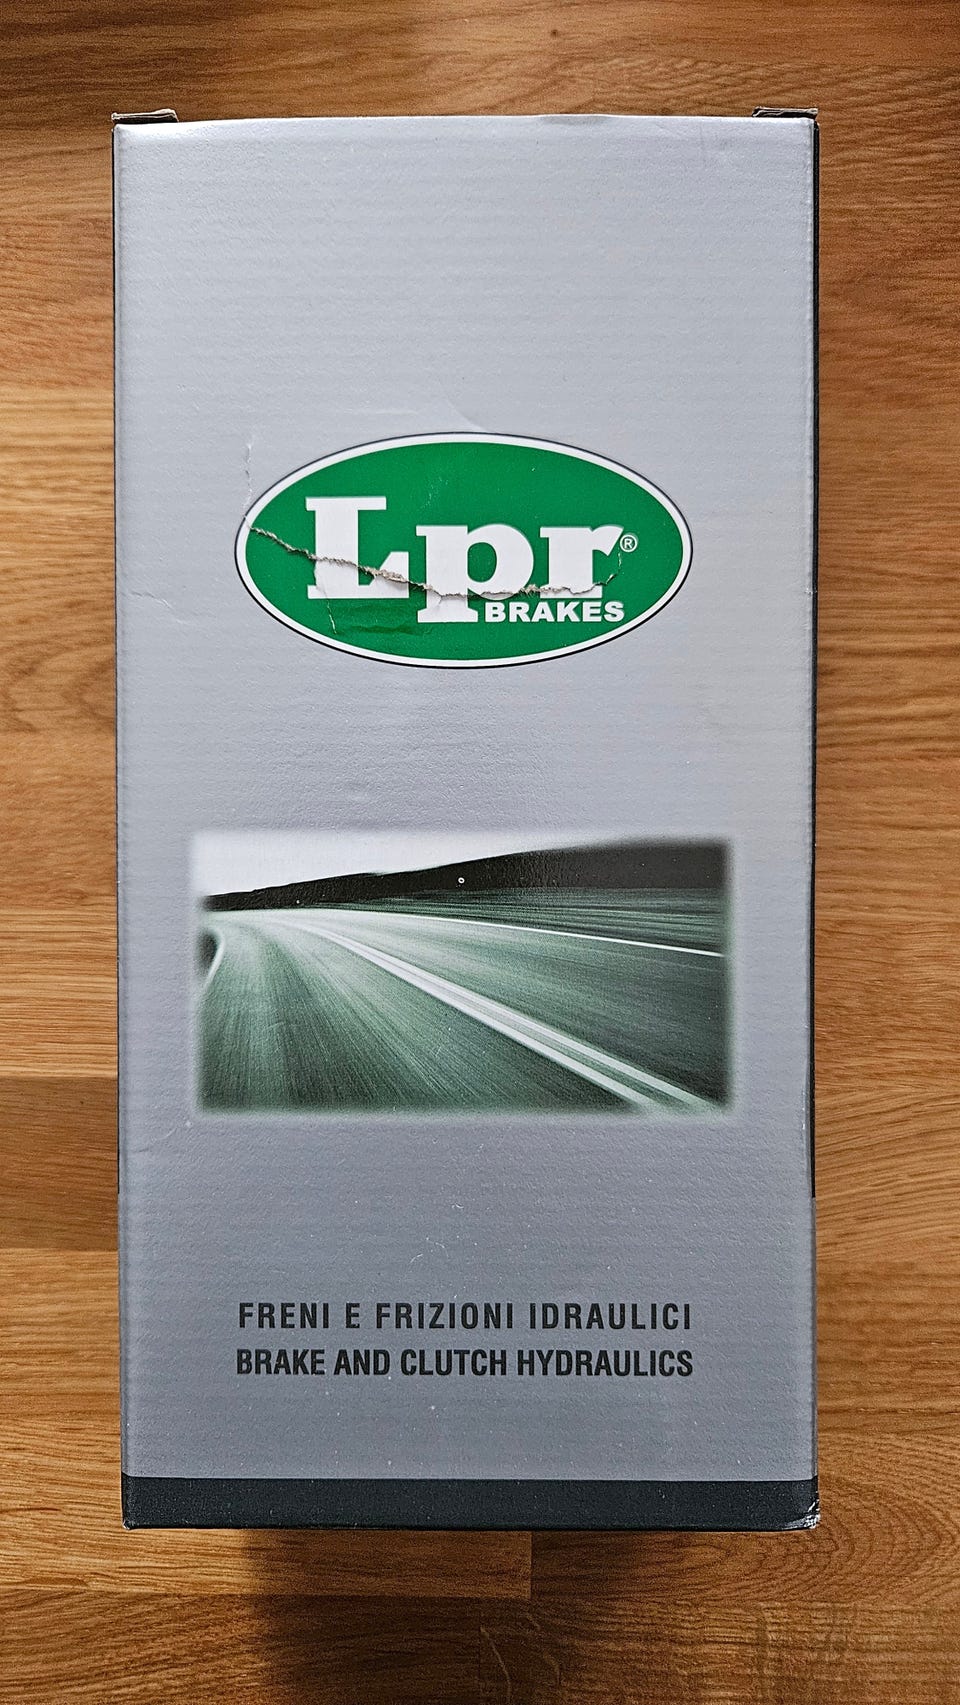 Lpr®
BRAKES
FRENI E FRIZIONI IDRAULICI
BRAKE AND CLUTCH HYDRAULICS